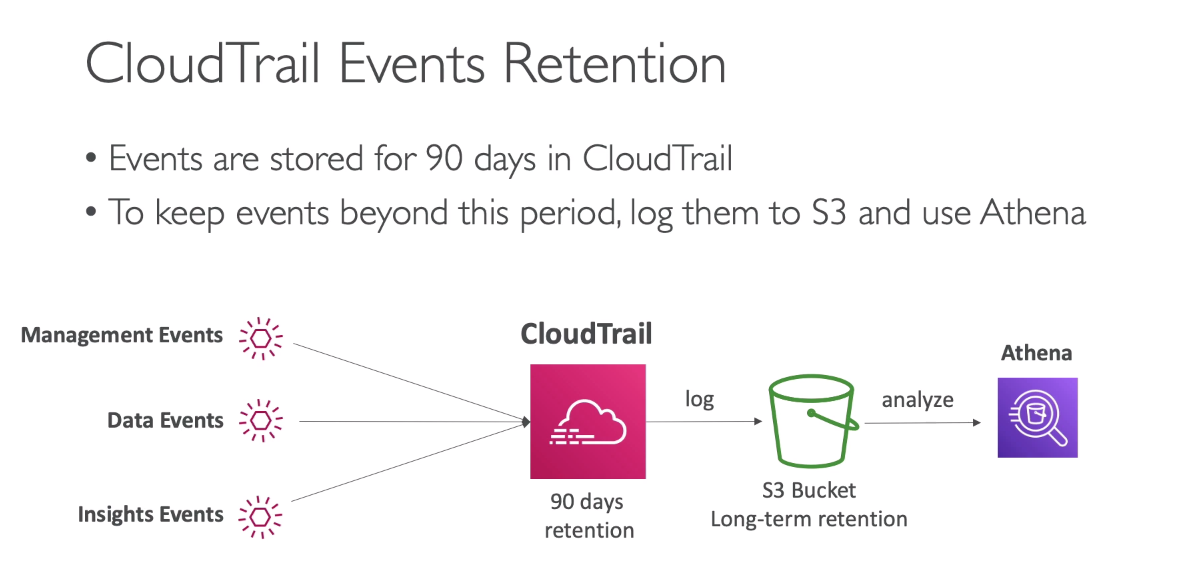 CloudTrail Events Retention
• Events are stored for 90 days in CloudTrail
• To keep events beyond this period, log them to S3 and use Athena
Management Events
Data Events
Insights Events
CloudTrail
90 days
retention
log
S3 Bucket
Long-term retention
analyze
Athena